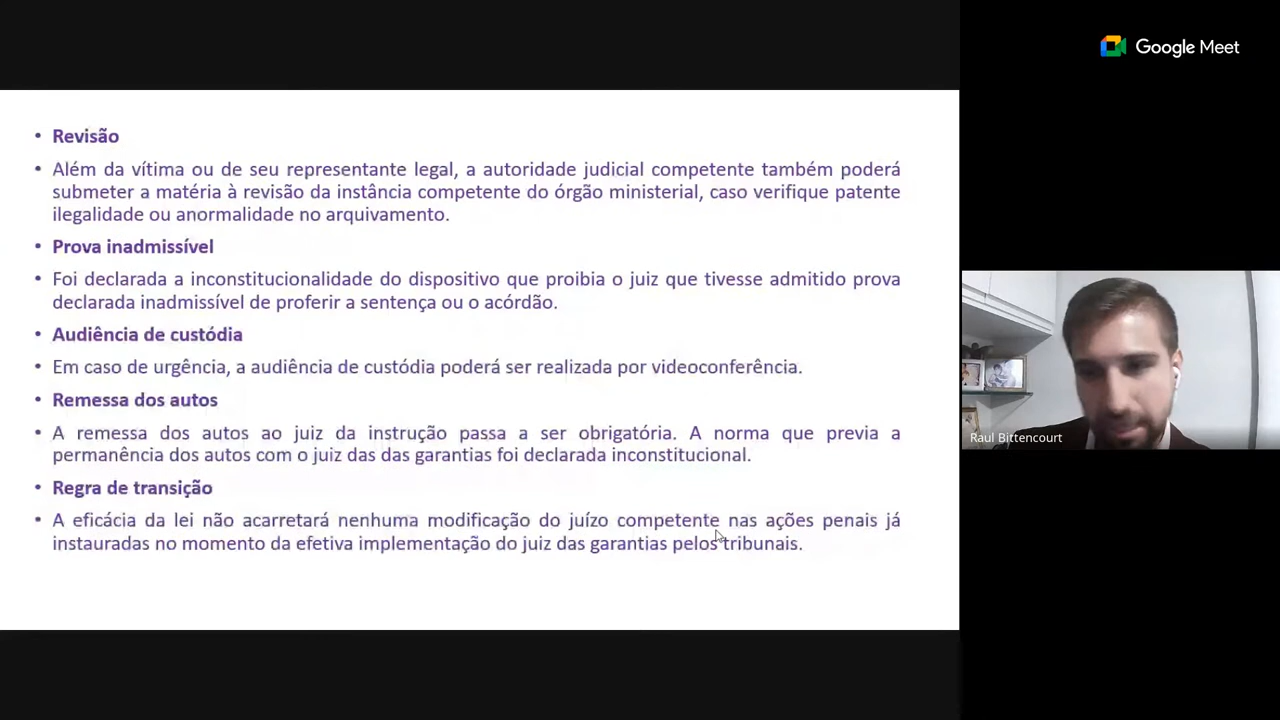 Google Meet
• Revisão
• Além da vítima ou de seu representante legal, a autoridade judicial competente também poderá
submeter a matéria à revisão da instância competente do órgão ministerial, caso verifique patente
ilegalidade ou anormalidade no arquivamento.
• Prova inadmissível
• Foi declarada a inconstitucionalidade do dispositivo que proibia o juiz que tivesse admitido prova
declarada inadmissível de proferir a sentença ou o acórdão.
• Audiência de custódia
• Em caso de urgência, a audiência de custódia poderá ser realizada por videoconferência.
• Remessa dos autos
• A remessa dos autos ao juiz da instrução passa a ser obrigatória. A norma que previa a
permanência dos autos com o juiz das das garantias foi declarada inconstitucional.
• Regra de transição
• A eficácia da lei não acarretará nenhuma modificação do juízo competente nas ações penais já
instauradas no momento da efetiva implementação do juiz das garantias pelos tribunais.
Raul Bittencourt